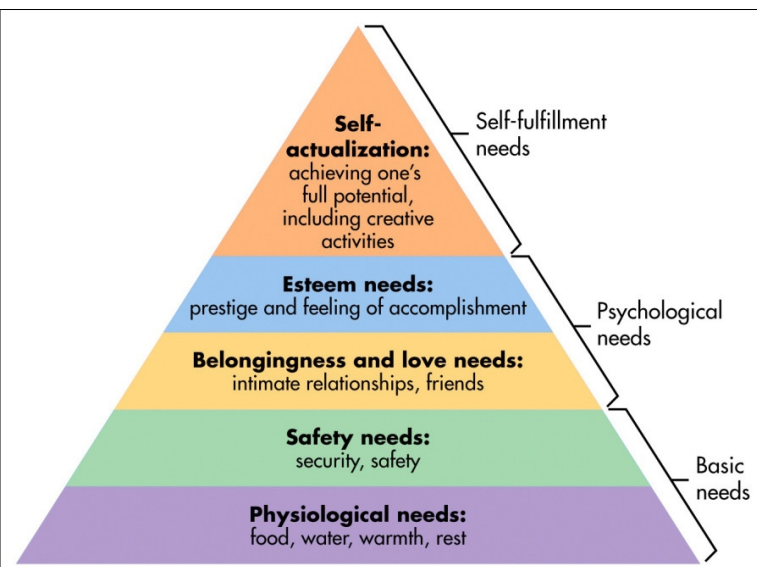 Self-
actualization:
achieving one's
full potential,
including creative
activities
Self-fulfillment
needs
Esteem needs:
prestige and feeling of accomplishment
Psychological
needs
Belongingness and love needs:
intimate relationships, friends
Safety needs:
security, safety
Basic
needs
Physiological needs:
food, water, warmth, rest